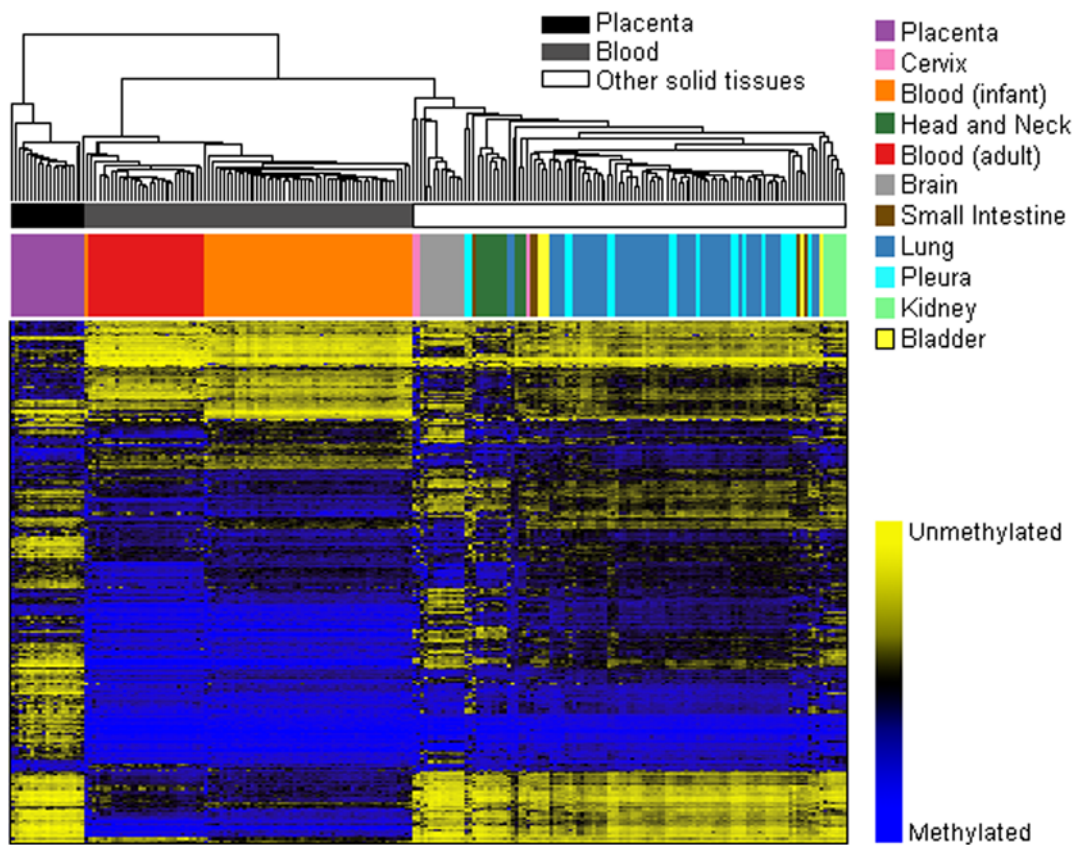 Placenta
Blood
Other solid tissues
Placenta
Cervix
Blood (infant)
Head and Neck
Blood (adult)
Brain
Small Intestine
Lung
Pleura
Kidney
Bladder
Unmethylated
Methylated